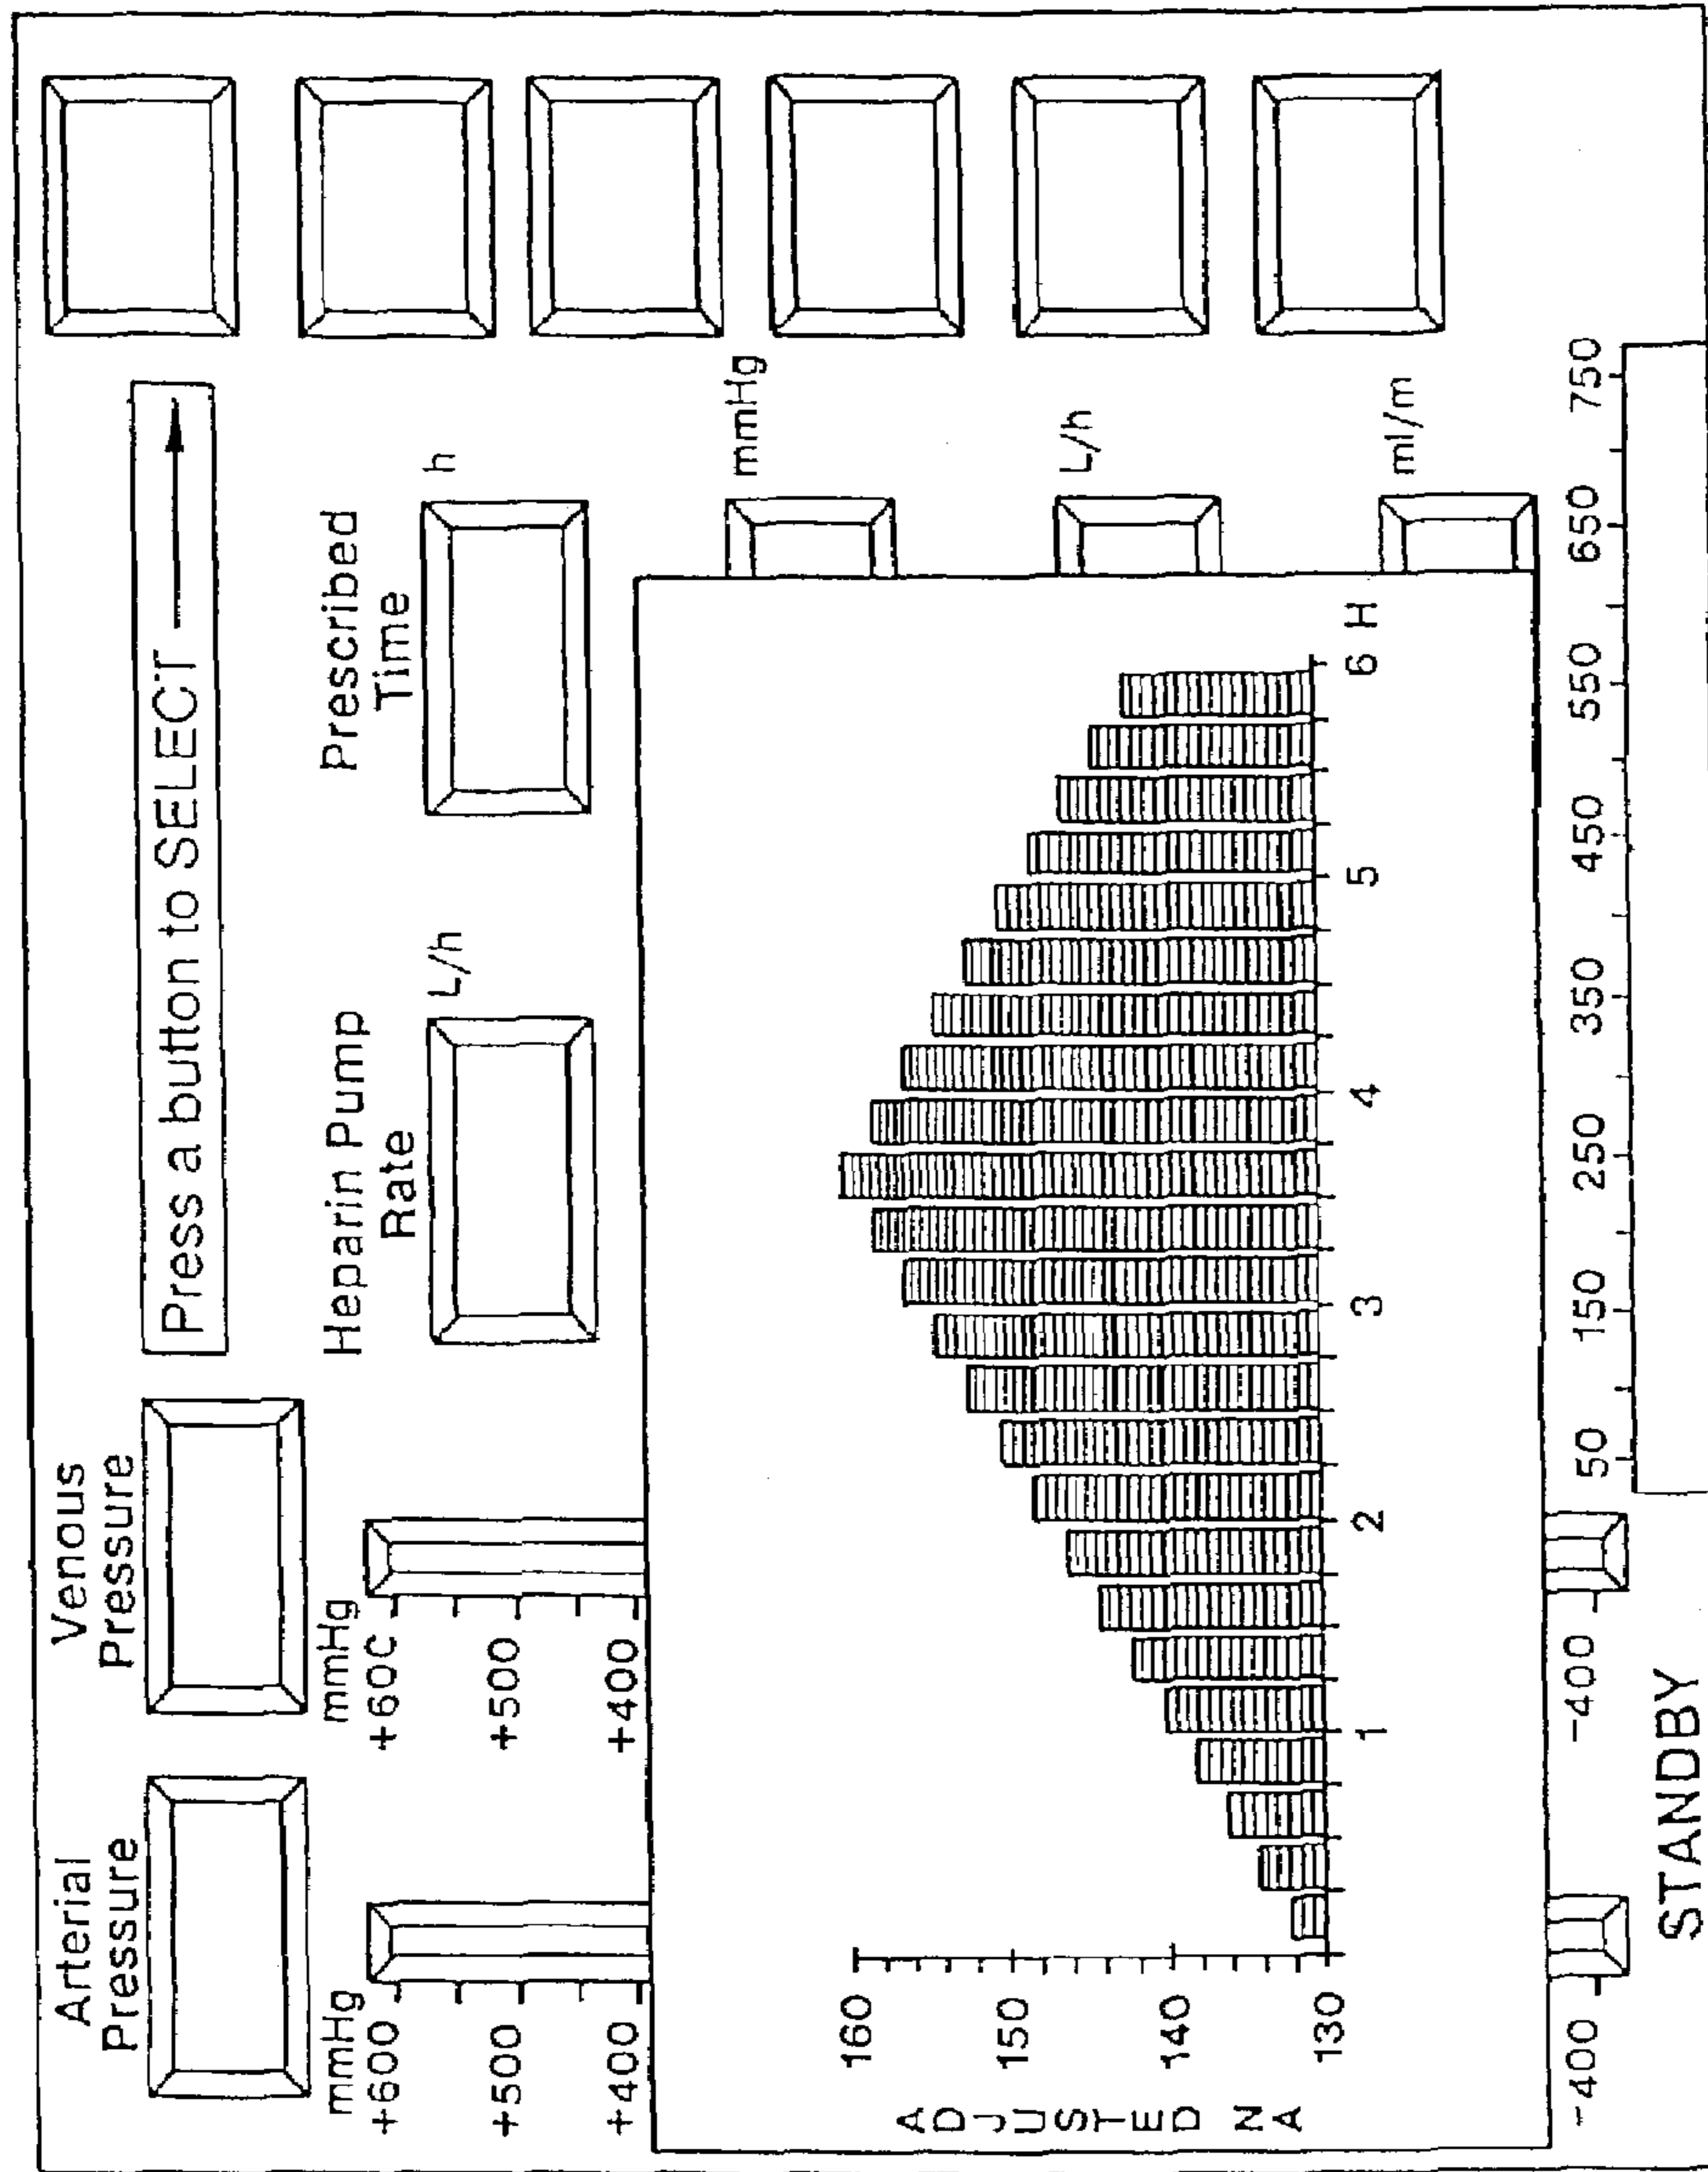 Arterial
Pressure
Venous
Pressure
Press a button to SELECT
mmHg
+600
+500
+400
mmHg
+60C
+500
+400
Heparin Pump
Rate
L/h
Prescribed
Time
h
ADJUSTED NA
160
150
140
130
1 2 3 4 5 6 H
mmHg
L/h
ml/m
-400
-400
50 150 250 350 450 550 650 750
STANDBY